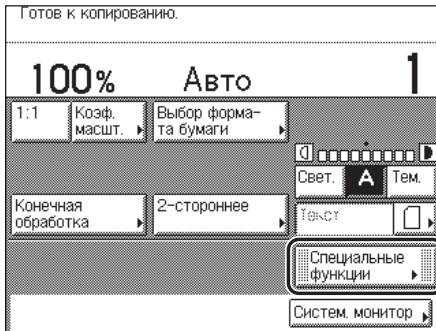 Готов к копированию.
100% Авто 1
1:1 Коэф. масшт. Выбор форма-та бумаги
Свет. A Тем.
Конечная обработка 2-стороннее Текст
Специальные функции
Систем. монитор